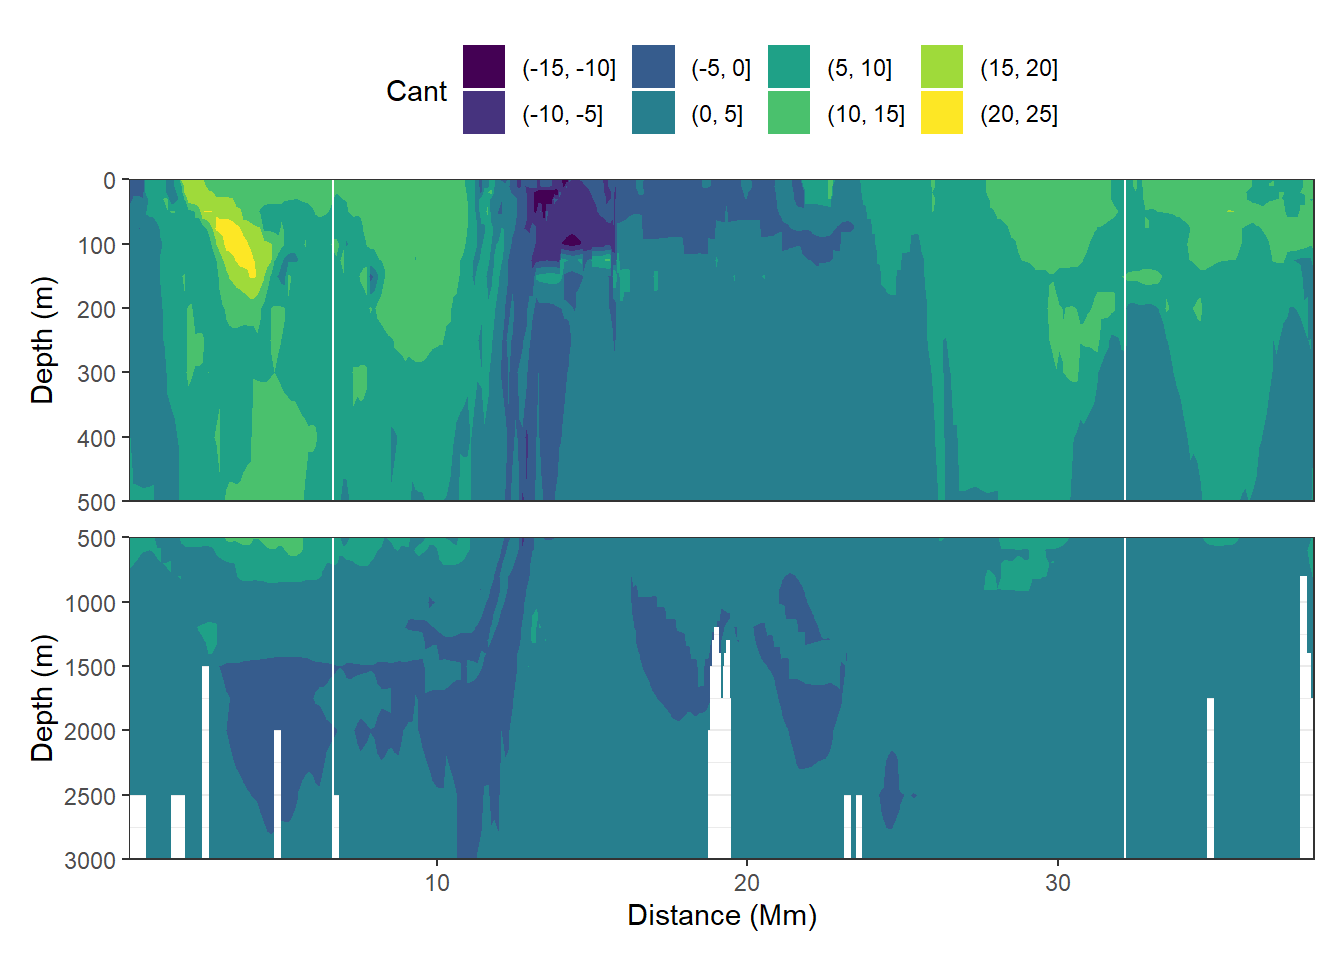 Cant
(-15, -10] (-5, 0] (5, 10] (15, 20]
(-10, -5] (0, 5] (10, 15] (20, 25]
Depth (m)
0
100
200
300
400
500
Depth (m)
500
1000
1500
2000
2500
3000
10 20 30
Distance (Mm)